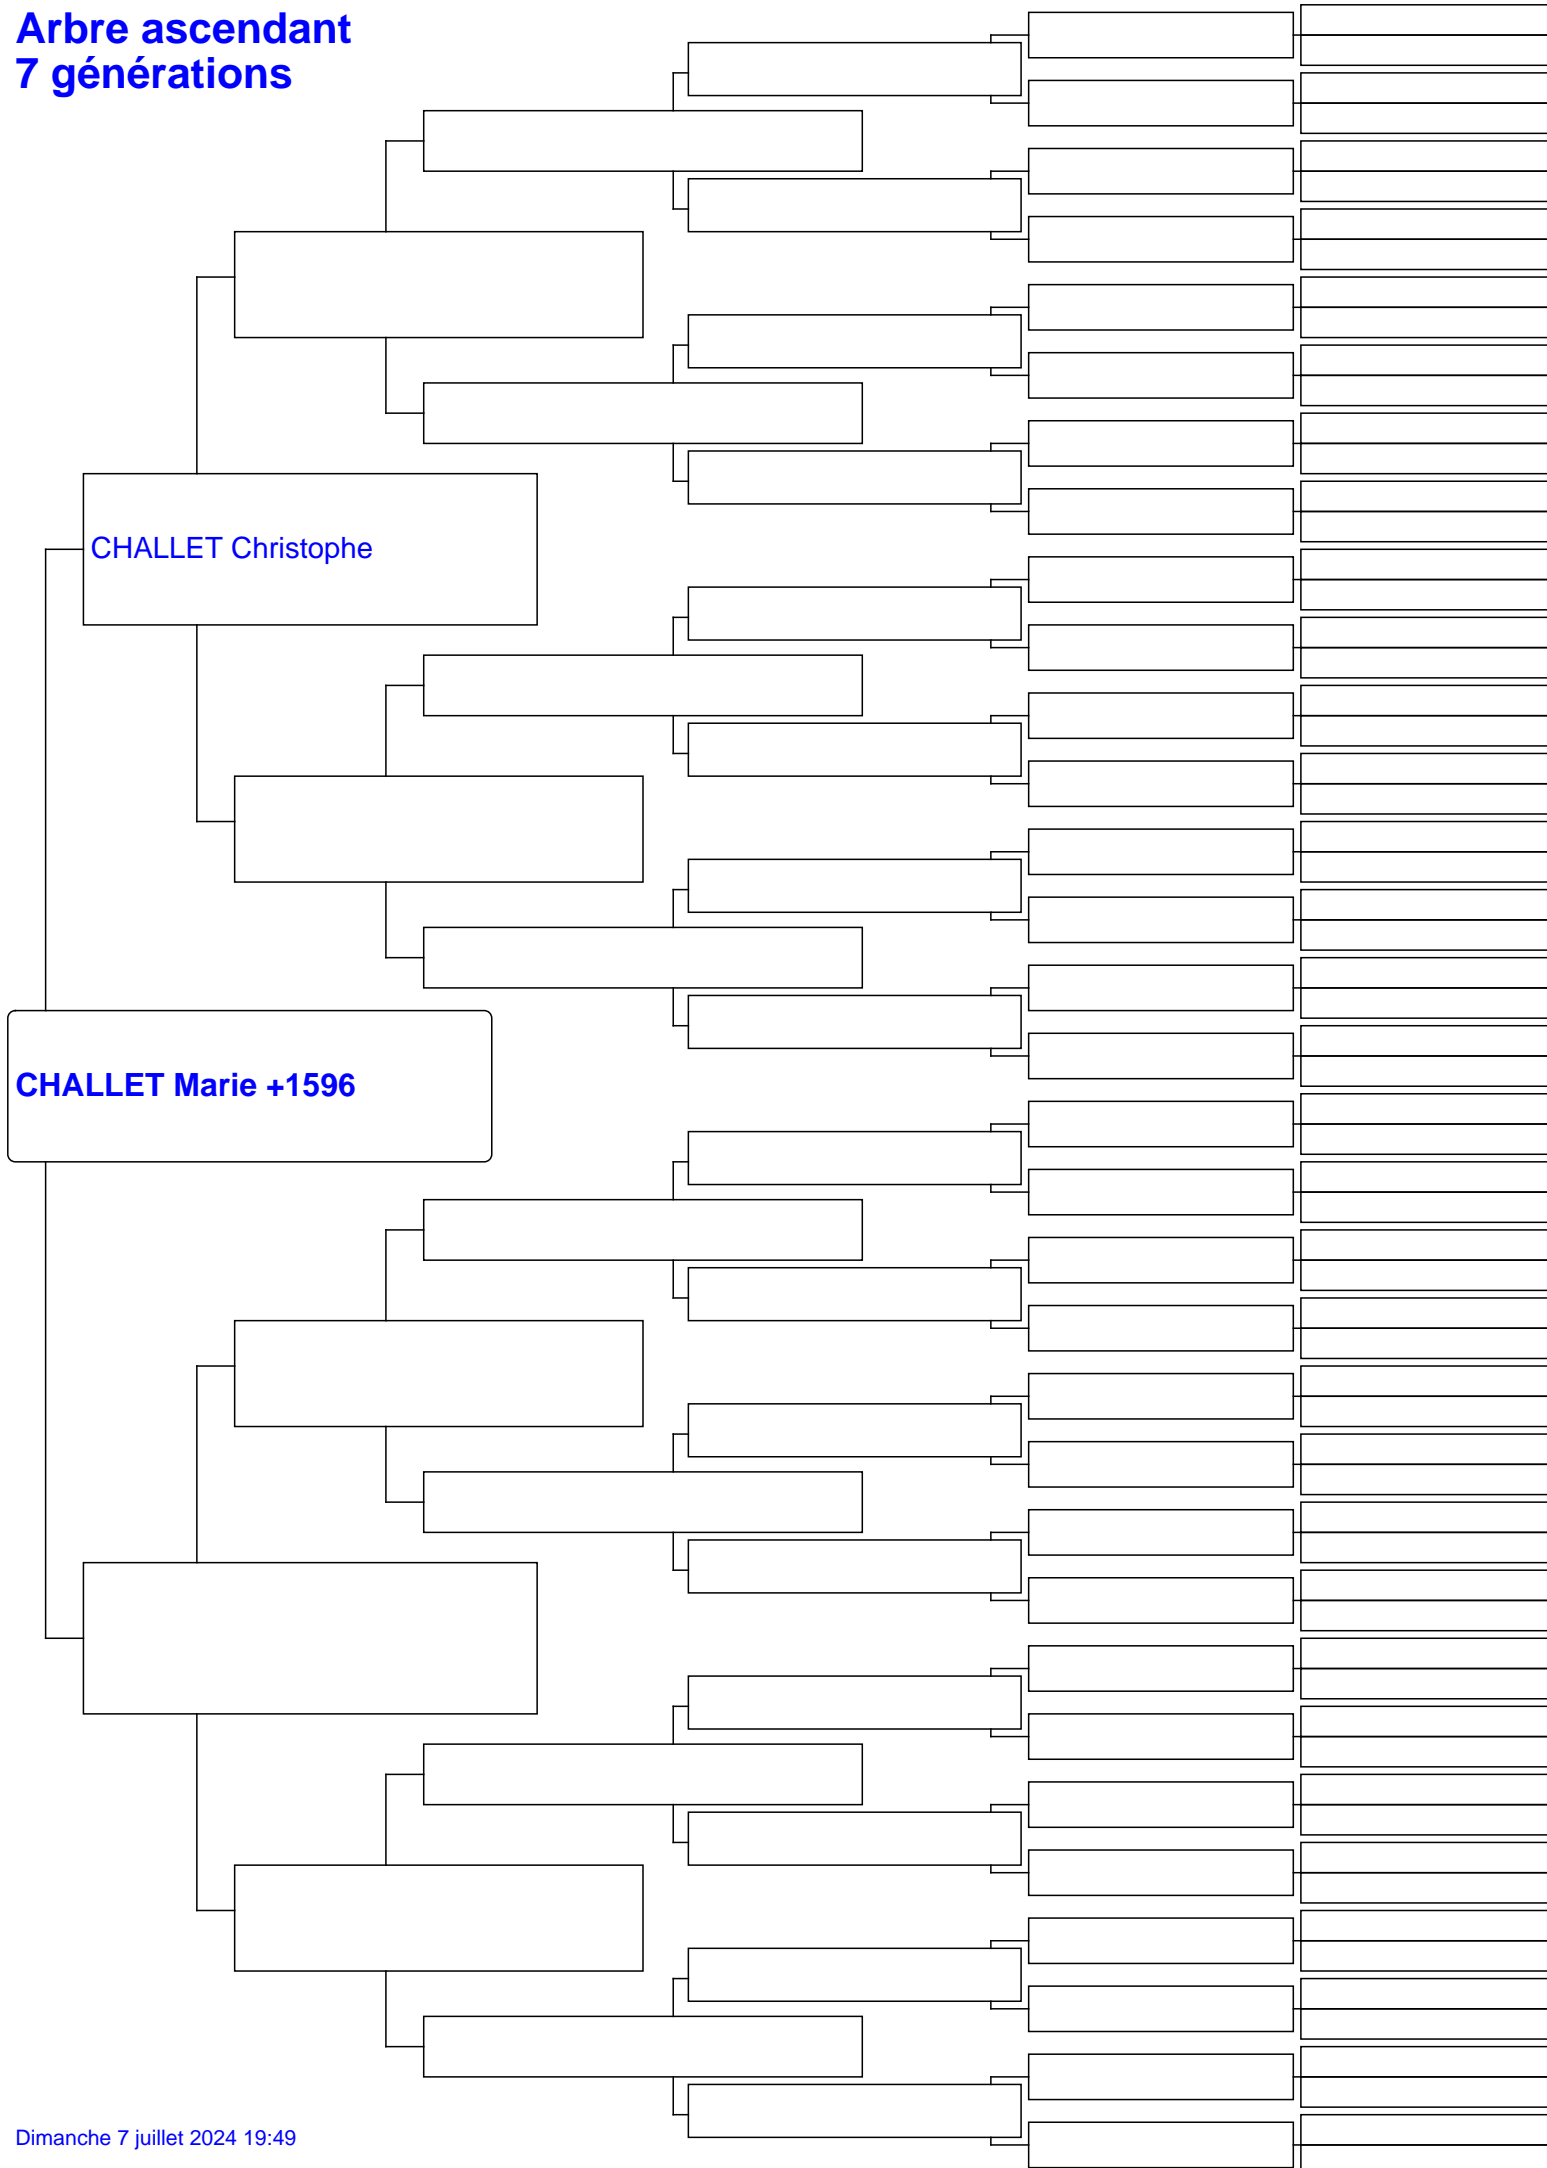 Arbre ascendant
7 générations
CHALLET Christophe
CHALLET Marie +1596
Dimanche 7 juillet 2024 19:49